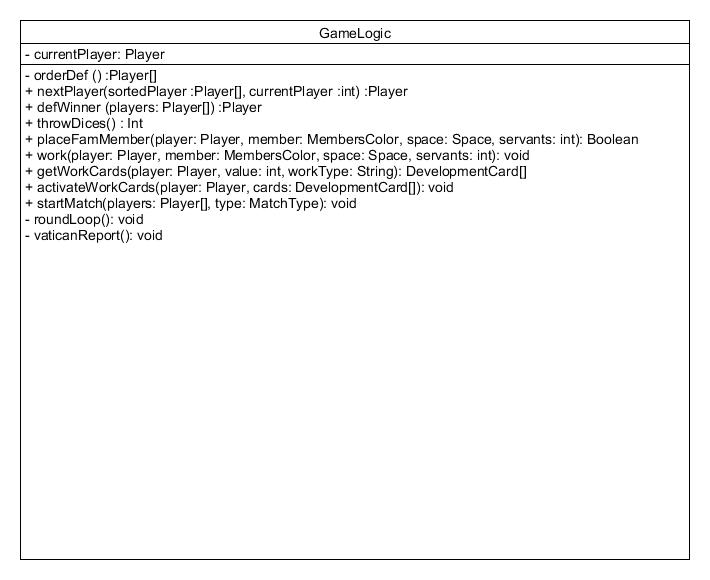 GameLogic
- currentPlayer: Player
- orderDef () :Player[]
+ nextPlayer(sortedPlayer :Player[], currentPlayer :int) :Player
+ defWinner (players: Player[]) :Player
+ throwDices() : Int
+ placeFamMember(player: Player, member: MembersColor, space: Space, servants: int): Boolean
+ work(player: Player, member: MembersColor, space: Space, servants: int): void
+ getWorkCards(player: Player, value: int, workType: String): DevelopmentCard[]
+ activateWorkCards(player: Player, cards: DevelopmentCard[]): void
+ startMatch(players: Player[], type: MatchType): void
- roundLoop(): void
- vaticanReport(): void